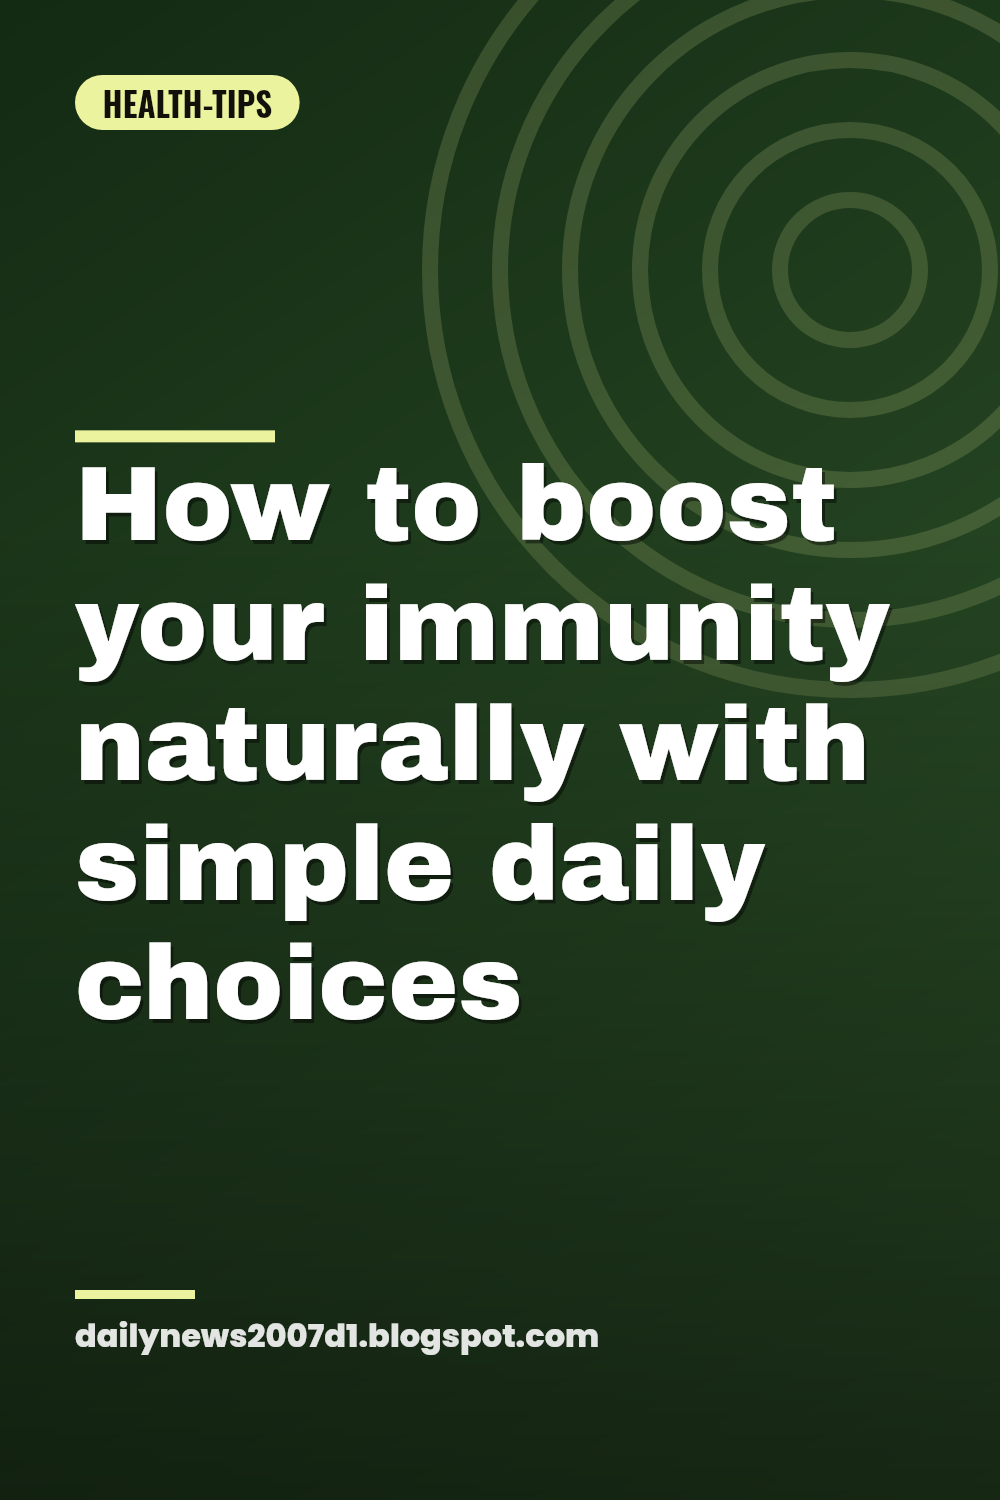 HEALTH-TIPS
How to boost
your immunity
naturally with
simple daily
choices
dailynews2007d1.blogspot.com